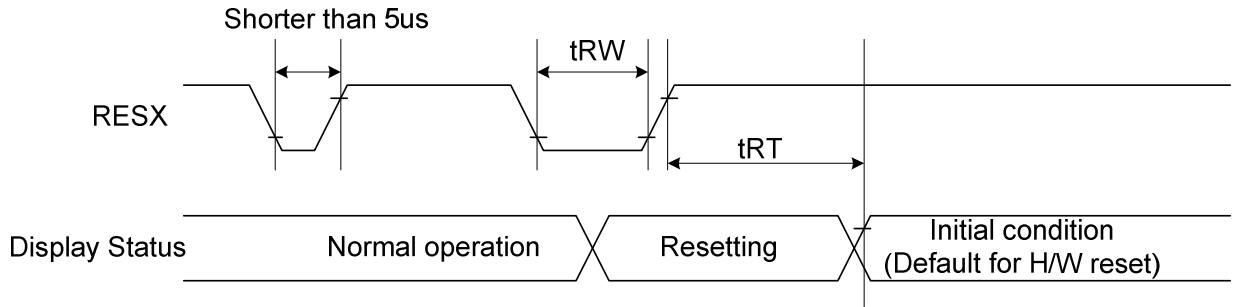 Shorter than 5us
tRW
RESX
tRT
Display Status
Normal operation
Resetting
Initial condition
(Default for H/W reset)